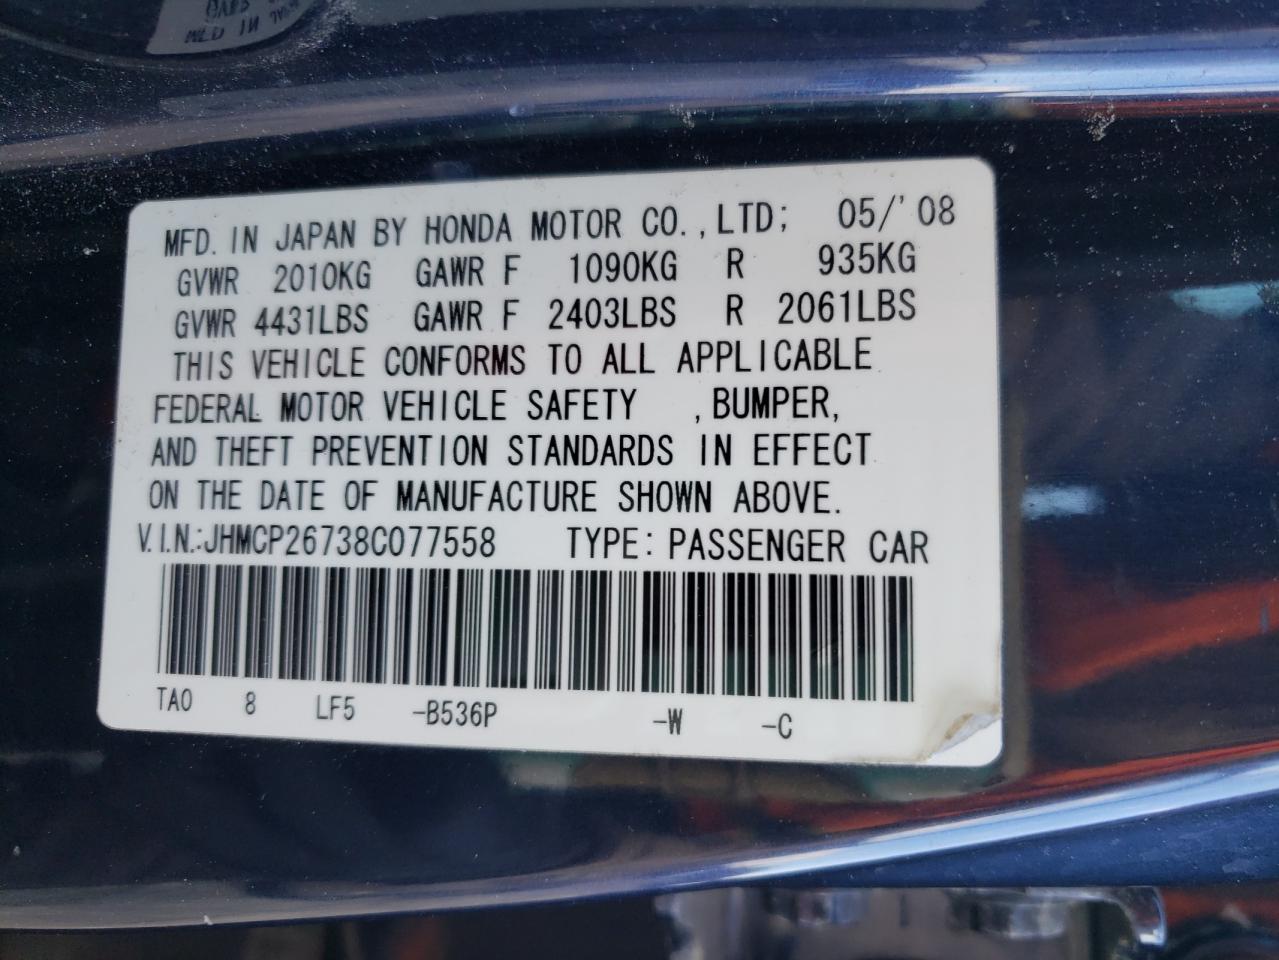 MFD. IN JAPAN BY HONDA MOTOR CO., LTD; 05/'08
GVWR 2010KG GAWR F 1090KG R 935KG
GVWR 4431LBS GAWR F 2403LBS R 2061LBS
THIS VEHICLE CONFORMS TO ALL APPLICABLE
FEDERAL MOTOR VEHICLE SAFETY ,BUMPER,
AND THEFT PREVENTION STANDARDS IN EFFECT
ON THE DATE OF MANUFACTURE SHOWN ABOVE.
V.I.N.:JHMCP26738C077558 TYPE: PASSENGER CAR
TAO 8 LF5 -B536P -W -C